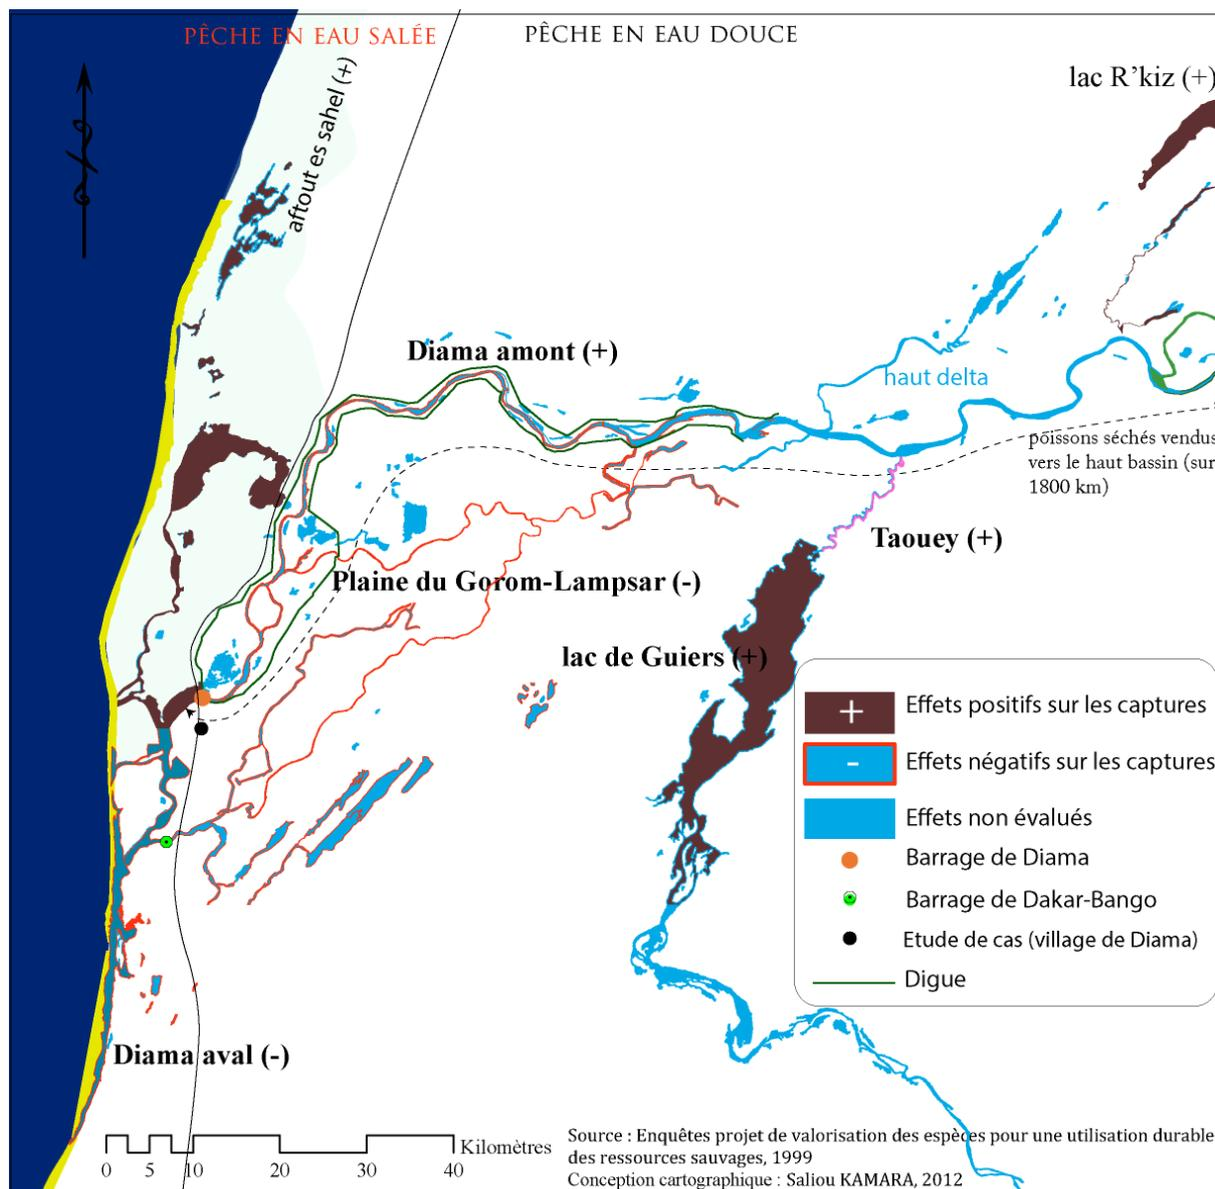 PÊCHE EN EAU SALÉE
PÊCHE EN EAU DOUCE
lac R'kiz (+)
aftout es sahel (+)
Diama amont (+)
haut delta
poissons séchés vendus
vers le haut bassin (sur
1800 km)
Taouey (+)
Plaine du Gorom-Lampsar (-)
lac de Guiers (+)
+ Effets positifs sur les captures
- Effets négatifs sur les captures
Effets non évalués
Barrage de Diama
Barrage de Dakar-Bango
Etude de cas (village de Diama)
Digue
Diama aval (-)
Kilomètres
0 5 10 20 30 40
Source : Enquêtes projet de valorisation des espèces pour une utilisation durable
des ressources sauvages, 1999
Conception cartographique : Saliou KAMARA, 2012